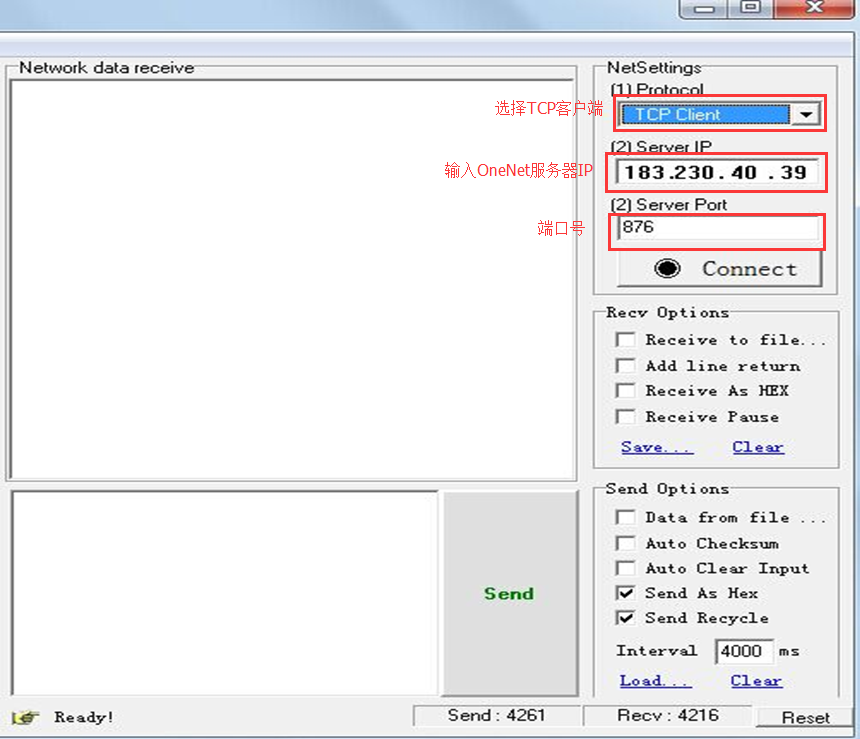 Network data receive
NetSettings
(1) Protocol
选择TCP客户端
TCP Client
(2) Server IP
输入OneNet服务器IP
183.230.40.39
(2) Server Port
端口号
876
Connect
Recv Options
Receive to file...
Add line return
Receive As HEX
Receive Pause
Save... Clear
Send Options
Data from file ...
Auto Checksum
Auto Clear Input
Send
Send As Hex
Send Recycle
Interval 4000 ms
Load... Clear
Ready!
Send : 4261
Recv : 4216
Reset